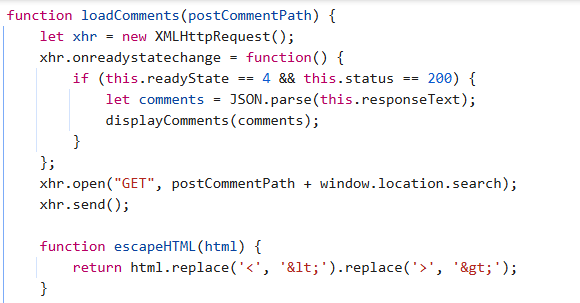 function loadComments(postCommentPath) {
    let xhr = new XMLHttpRequest();
    xhr.onreadystatechange = function() {
        if (this.readyState == 4 && this.status == 200) {
            let comments = JSON.parse(this.responseText);
            displayComments(comments);
        }
    };
    xhr.open("GET", postCommentPath + window.location.search);
    xhr.send();

    function escapeHTML(html) {
        return html.replace('<', '&lt;').replace('>', '&gt;');
    }